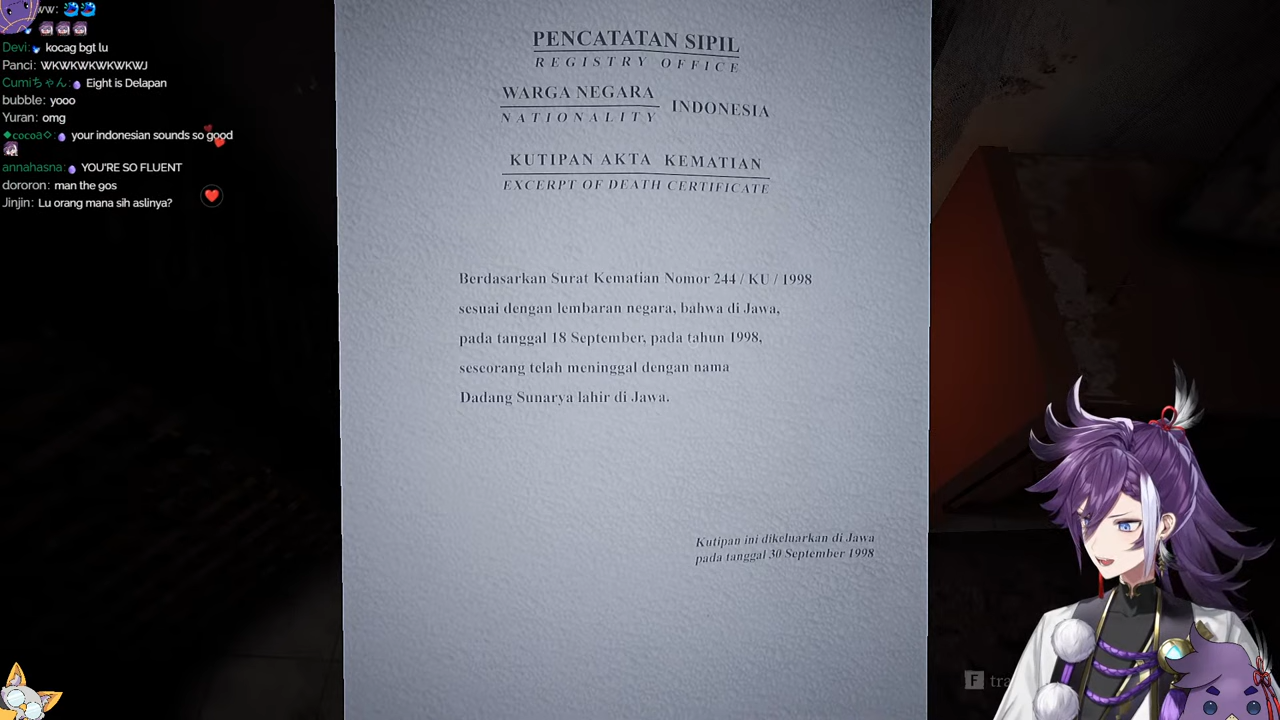 ww:
Devi: kocag bgt lu
Panci: WKWKWKWKWKWJ
Cumiちゃん: Eight is Delapan
bubble: yooo
Yuran: omg
◆cocoa◇: your indonesian sounds so good
annahasna: YOU'RE SO FLUENT
dororon: man the 90s
Jinjin: Lu orang mana sih aslinya?
PENCATATAN SIPIL
REGISTRY OFFICE
WARGA NEGARA
NATIONALITY
INDONESIA
KUTIPAN AKTA KEMATIAN
EXCERPT OF DEATH CERTIFICATE
Berdasarkan Surat Kematian Nomor 244 / KU / 1998
sesuai dengan lembaran negara, bahwa di Jawa,
pada tanggal 18 September, pada tahun 1998,
seseorang telah meninggal dengan nama
Dadang Sunarya lahir di Jawa.
Kutipan ini dikeluarkan di Jawa
pada tanggal 30 September 1998
F tra